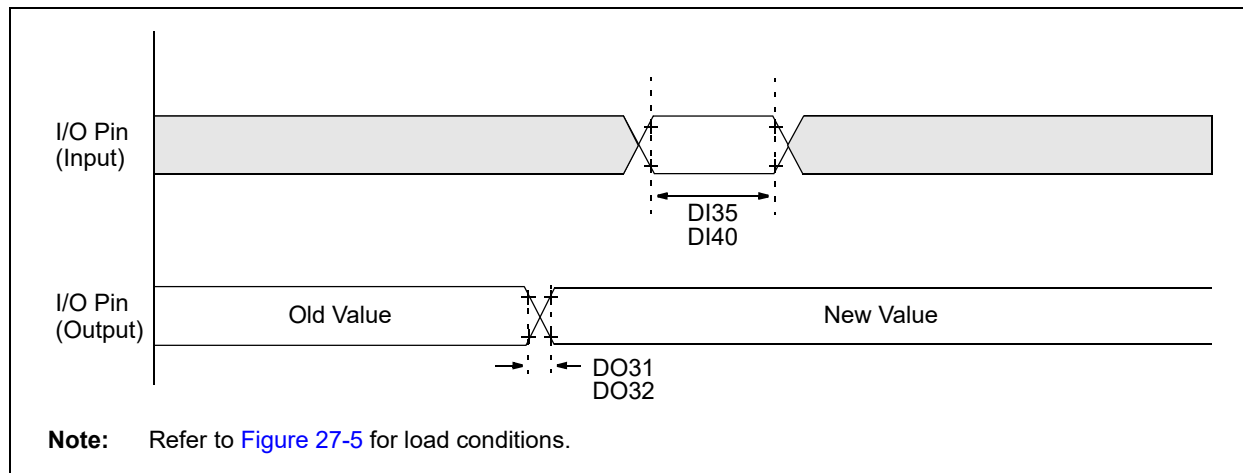 I/O Pin
(Input)
DI35
DI40
I/O Pin
(Output)
Old Value
New Value
DO31
DO32
Note: Refer to Figure 27-5 for load conditions.